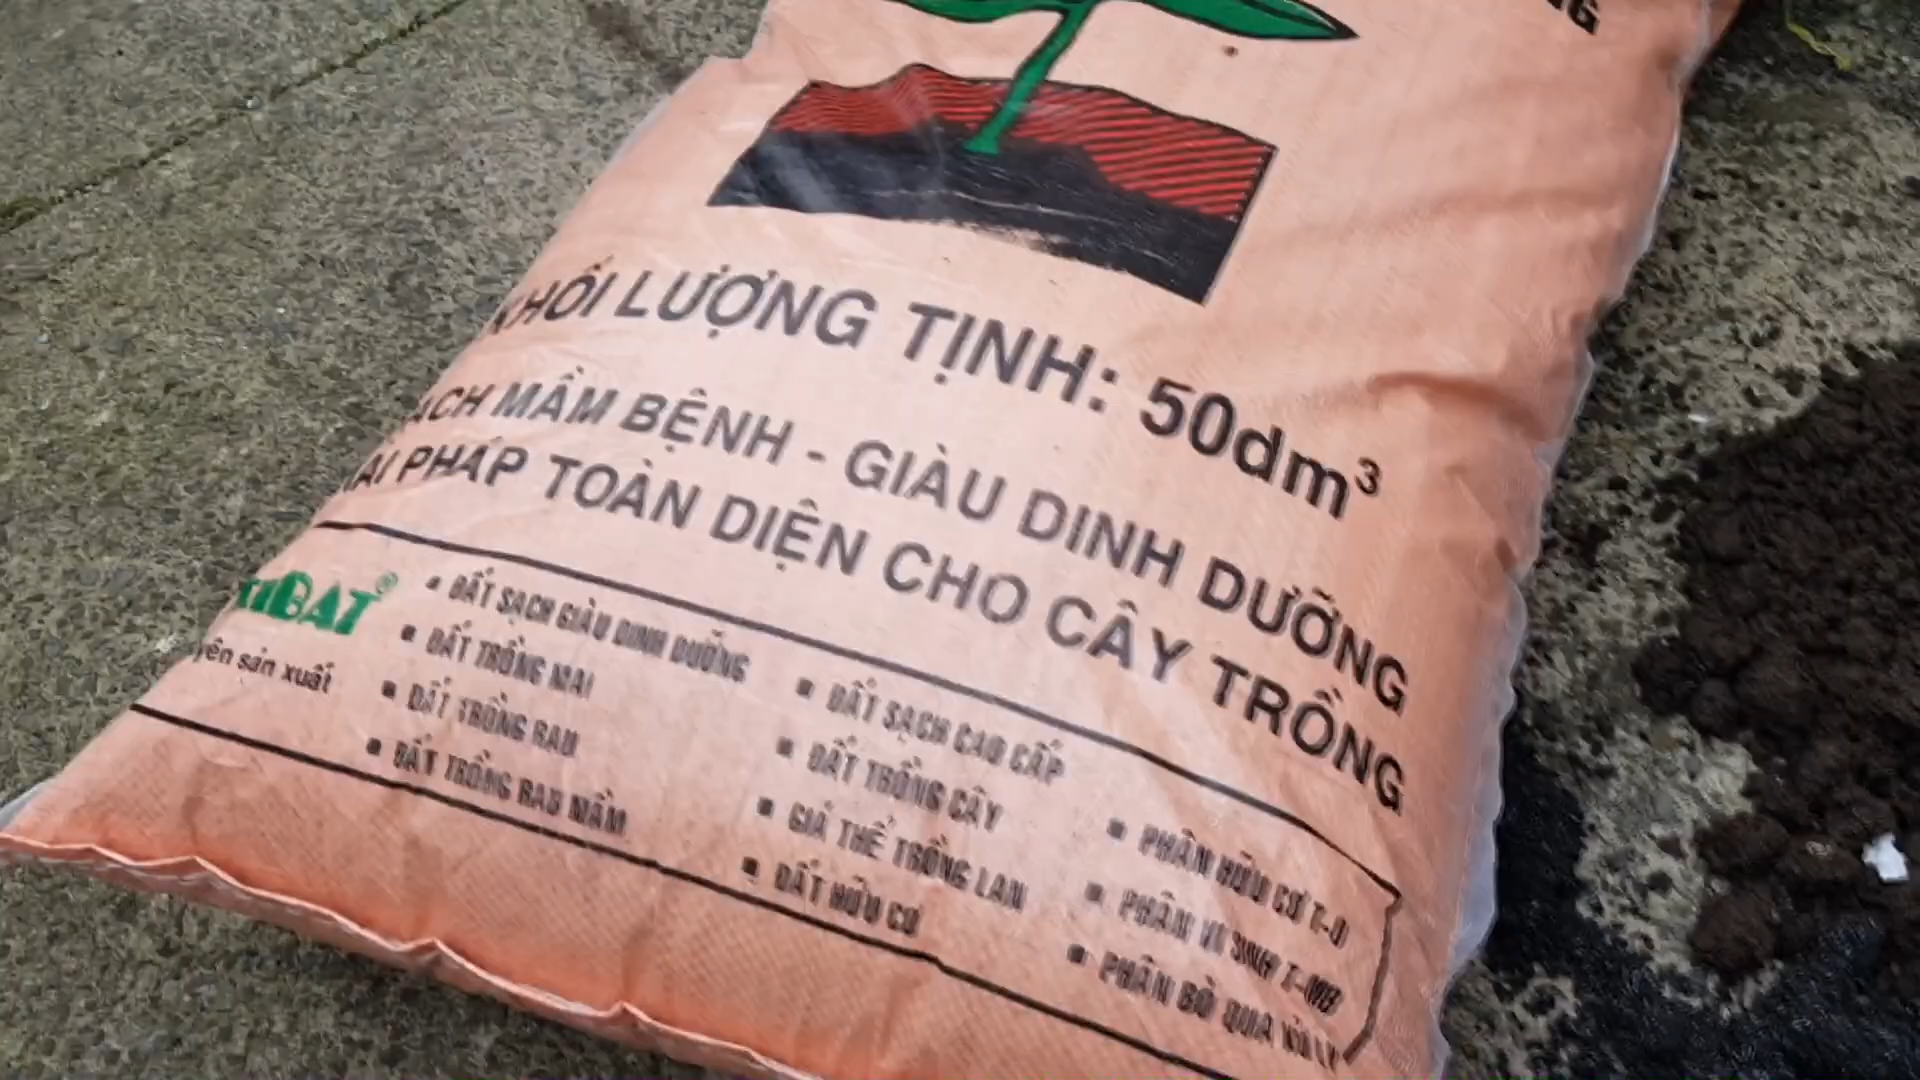 KHỐI LƯỢNG TỊNH: 50dm³
MẦM BỆNH - GIÀU DINH DƯỠNG
PHÁP TOÀN DIỆN CHO CÂY TRỒNG
sản xuất
▪ ĐẤT SẠCH GIÀU DINH DƯỠNG
▪ ĐẤT TRỒNG MAI
▪ ĐẤT TRỒNG RAU
▪ ĐẤT TRỒNG RAU MẦM
▪ ĐẤT SẠCH CAO CẤP
▪ ĐẤT TRỒNG CÂY
▪ GIÁ THỂ TRỒNG LAN
▪ ĐẤT HỮU CƠ
▪ PHÂN HỮU CƠ T-O
▪ PHÂN VI SINH T-MB
▪ PHÂN BÒ QUA